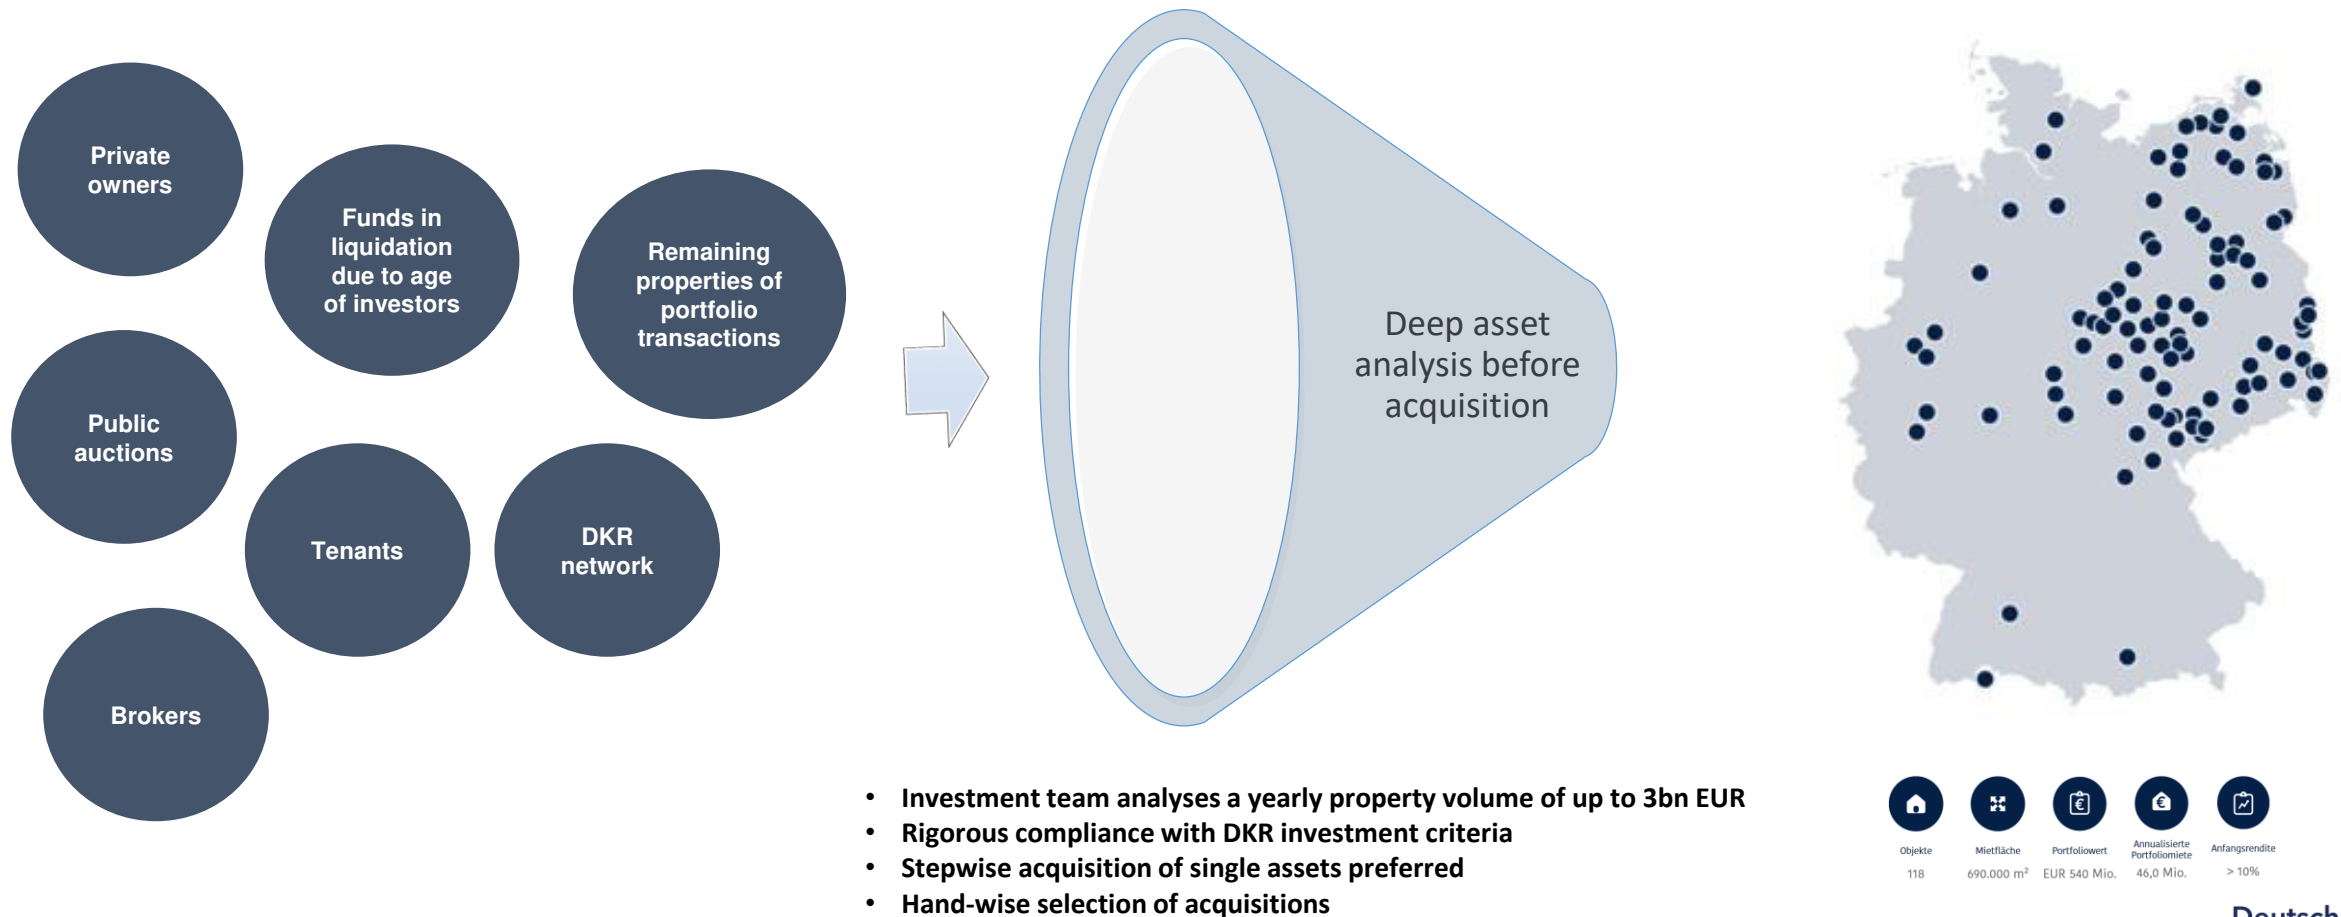 Private
owners
Funds in
liquidation
due to age
of investors
Remaining
properties of
portfolio
transactions
Public
auctions
Tenants
DKR
network
Brokers
Deep asset
analysis before
acquisition
• Investment team analyses a yearly property volume of up to 3bn EUR
• Rigorous compliance with DKR investment criteria
• Stepwise acquisition of single assets preferred
• Hand-wise selection of acquisitions
Objekte
118
Mietfläche
690.000 m²
Portfoliowert
EUR 540 Mio.
Annualisierte
Portfoliomiete
46,0 Mio.
Anfangsrendite
> 10%